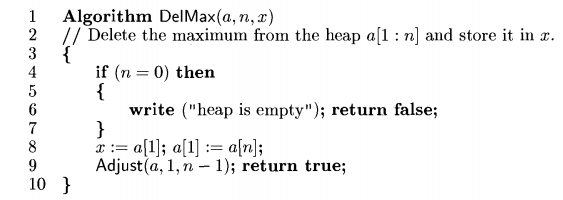 1 Algorithm DelMax(a, n, x)
2 // Delete the maximum from the heap a[1 : n] and store it in x.
3 {
4 if (n = 0) then
5 {
6 write ("heap is empty"); return false;
7 }
8 x := a[1]; a[1] := a[n];
9 Adjust(a, 1, n − 1); return true;
10 }